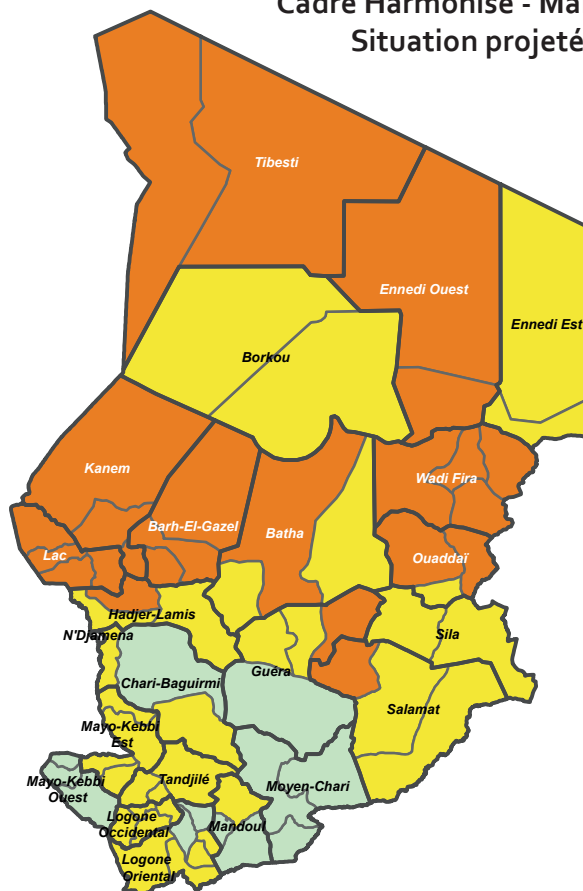 Cadre Harmonisé - Ma
Situation projeté
Tibesti
Ennedi Ouest
Ennedi Est
Borkou
Kanem
Wadi Fira
Barh-El-Gazel
Batha
Lac
Ouaddaï
Hadjer-Lamis
N'Djamena
Sila
Guéra
Chari-Baguirmi
Salamat
Mayo-Kebbi
Est
Tandjilé
Mayo-Kebbi
Ouest
Moyen-Chari
Logone
Occidental
Mandoul
Logone
Oriental